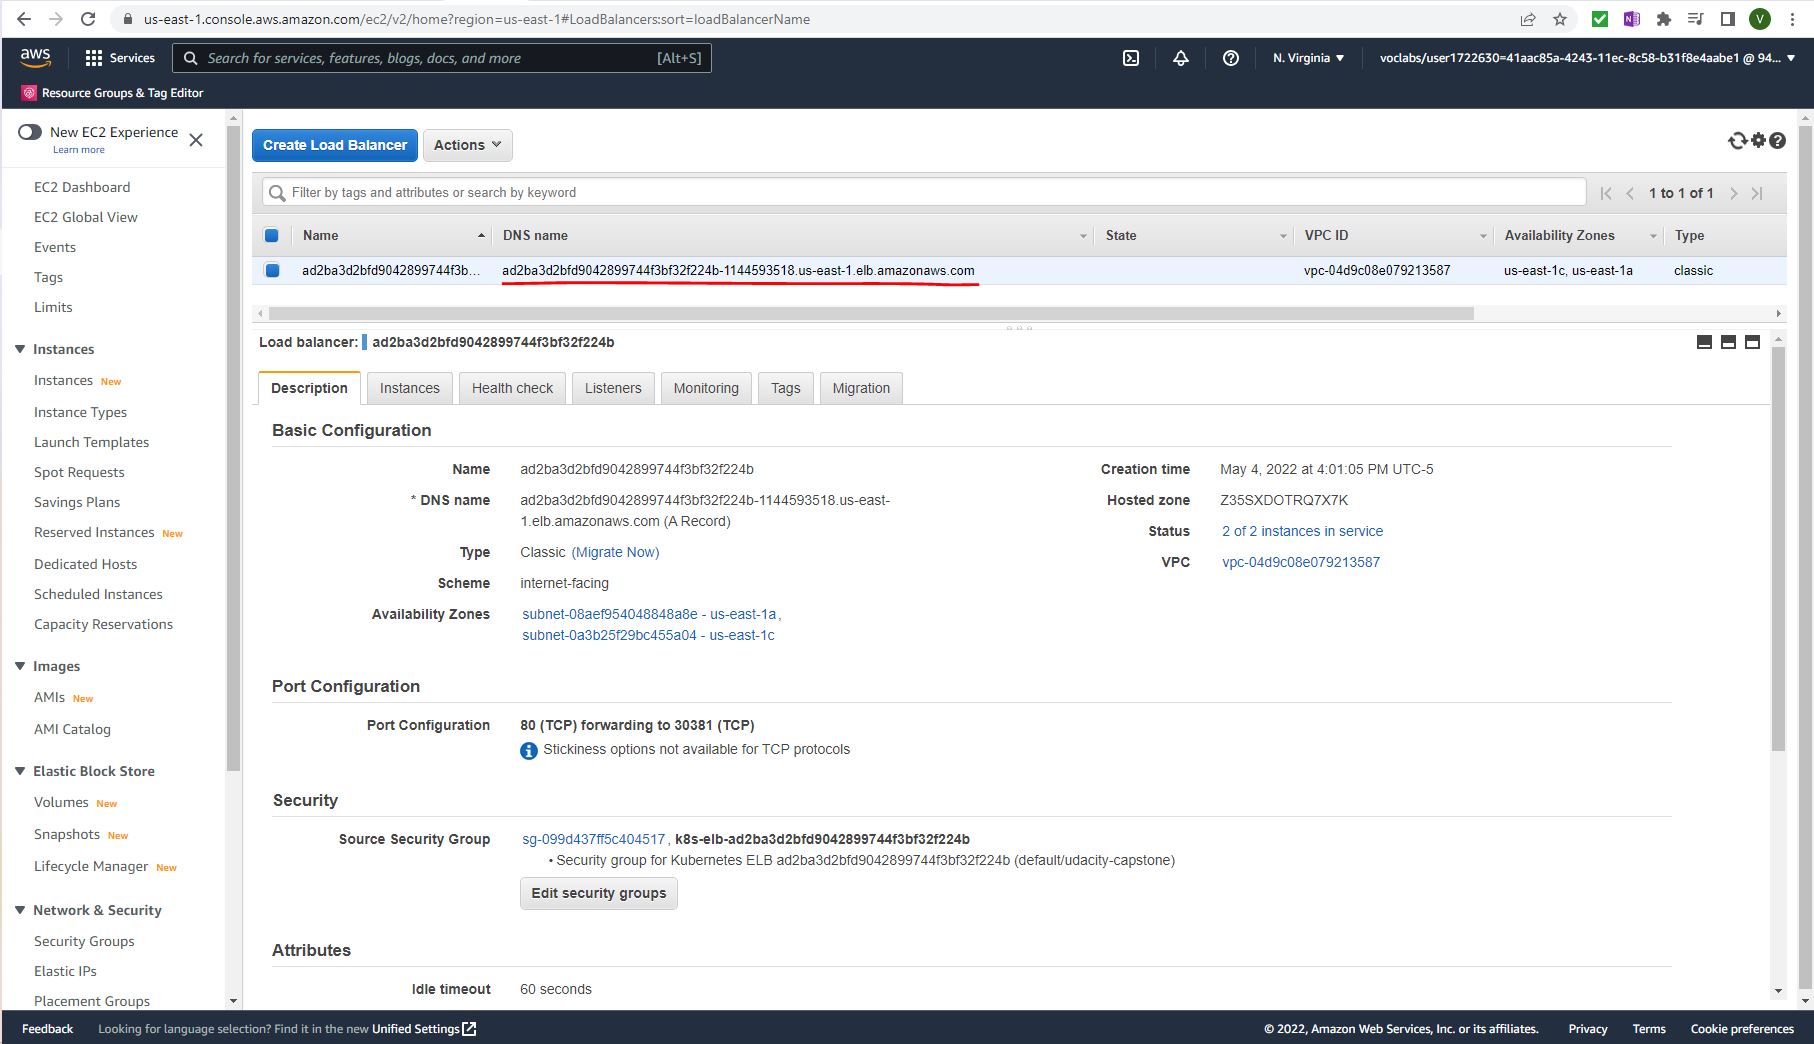 us-east-1.console.aws.amazon.com/ec2/v2/home?region=us-east-1#LoadBalancers:sort=loadBalancerName
V
aws
Services
Search for services, features, blogs, docs, and more
[Alt+S]
N. Virginia
voclabs/user1722630=41aac85a-4243-11ec-8c58-b31f8e4aabe1 @ 94...
Resource Groups & Tag Editor
New EC2 Experience
Learn more
EC2 Dashboard
EC2 Global View
Events
Tags
Limits
Instances
Instances New
Instance Types
Launch Templates
Spot Requests
Savings Plans
Reserved Instances New
Dedicated Hosts
Scheduled Instances
Capacity Reservations
Images
AMIs New
AMI Catalog
Elastic Block Store
Volumes New
Snapshots New
Lifecycle Manager New
Network & Security
Security Groups
Elastic IPs
Placement Groups
Create Load Balancer
Actions
Filter by tags and attributes or search by keyword
1 to 1 of 1
Name DNS name State VPC ID Availability Zones Type
ad2ba3d2bfd9042899744f3b... ad2ba3d2bfd9042899744f3bf32f224b-1144593518.us-east-1.elb.amazonaws.com vpc-04d9c08e079213587 us-east-1c, us-east-1a classic
Load balancer: ad2ba3d2bfd9042899744f3bf32f224b
Description Instances Health check Listeners Monitoring Tags Migration
Basic Configuration
Name ad2ba3d2bfd9042899744f3bf32f224b
* DNS name ad2ba3d2bfd9042899744f3bf32f224b-1144593518.us-east-
1.elb.amazonaws.com (A Record)
Type Classic (Migrate Now)
Scheme internet-facing
Availability Zones subnet-08aef954048848a8e - us-east-1a,
subnet-0a3b25f29bc455a04 - us-east-1c
Creation time May 4, 2022 at 4:01:05 PM UTC-5
Hosted zone Z35SXDOTRQ7X7K
Status 2 of 2 instances in service
VPC vpc-04d9c08e079213587
Port Configuration
Port Configuration 80 (TCP) forwarding to 30381 (TCP)
Stickiness options not available for TCP protocols
Security
Source Security Group sg-099d437ff5c404517, k8s-elb-ad2ba3d2bfd9042899744f3bf32f224b
• Security group for Kubernetes ELB ad2ba3d2bfd9042899744f3bf32f224b (default/udacity-capstone)
Edit security groups
Attributes
Idle timeout 60 seconds
Feedback
Looking for language selection? Find it in the new Unified Settings
© 2022, Amazon Web Services, Inc. or its affiliates.
Privacy
Terms
Cookie preferences